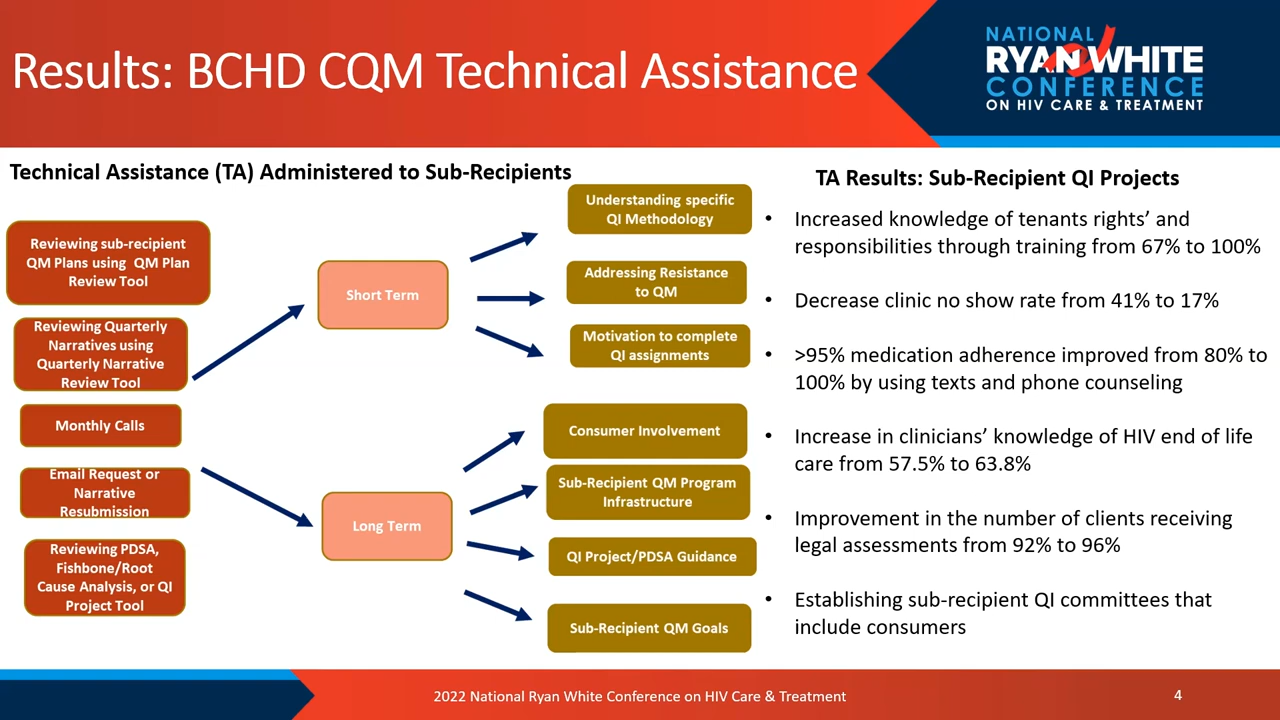 Results: BCHD CQM Technical Assistance
NATIONAL
RYAN WHITE
CONFERENCE
ON HIV CARE & TREATMENT
Technical Assistance (TA) Administered to Sub-Recipients
Reviewing sub-recipient
QM Plans using QM Plan
Review Tool
Reviewing Quarterly
Narratives using
Quarterly Narrative
Review Tool
Monthly Calls
Email Request or
Narrative
Resubmission
Reviewing PDSA,
Fishbone/Root
Cause Analysis, or QI
Project Tool
Short Term
Long Term
Understanding specific
QI Methodology
Addressing Resistance
to QM
Motivation to complete
QI assignments
Consumer Involvement
Sub-Recipient QM Program
Infrastructure
QI Project/PDSA Guidance
Sub-Recipient QM Goals
TA Results: Sub-Recipient QI Projects
• Increased knowledge of tenants rights’ and
responsibilities through training from 67% to 100%
• Decrease clinic no show rate from 41% to 17%
• >95% medication adherence improved from 80% to
100% by using texts and phone counseling
• Increase in clinicians’ knowledge of HIV end of life
care from 57.5% to 63.8%
• Improvement in the number of clients receiving
legal assessments from 92% to 96%
• Establishing sub-recipient QI committees that
include consumers
2022 National Ryan White Conference on HIV Care & Treatment
4